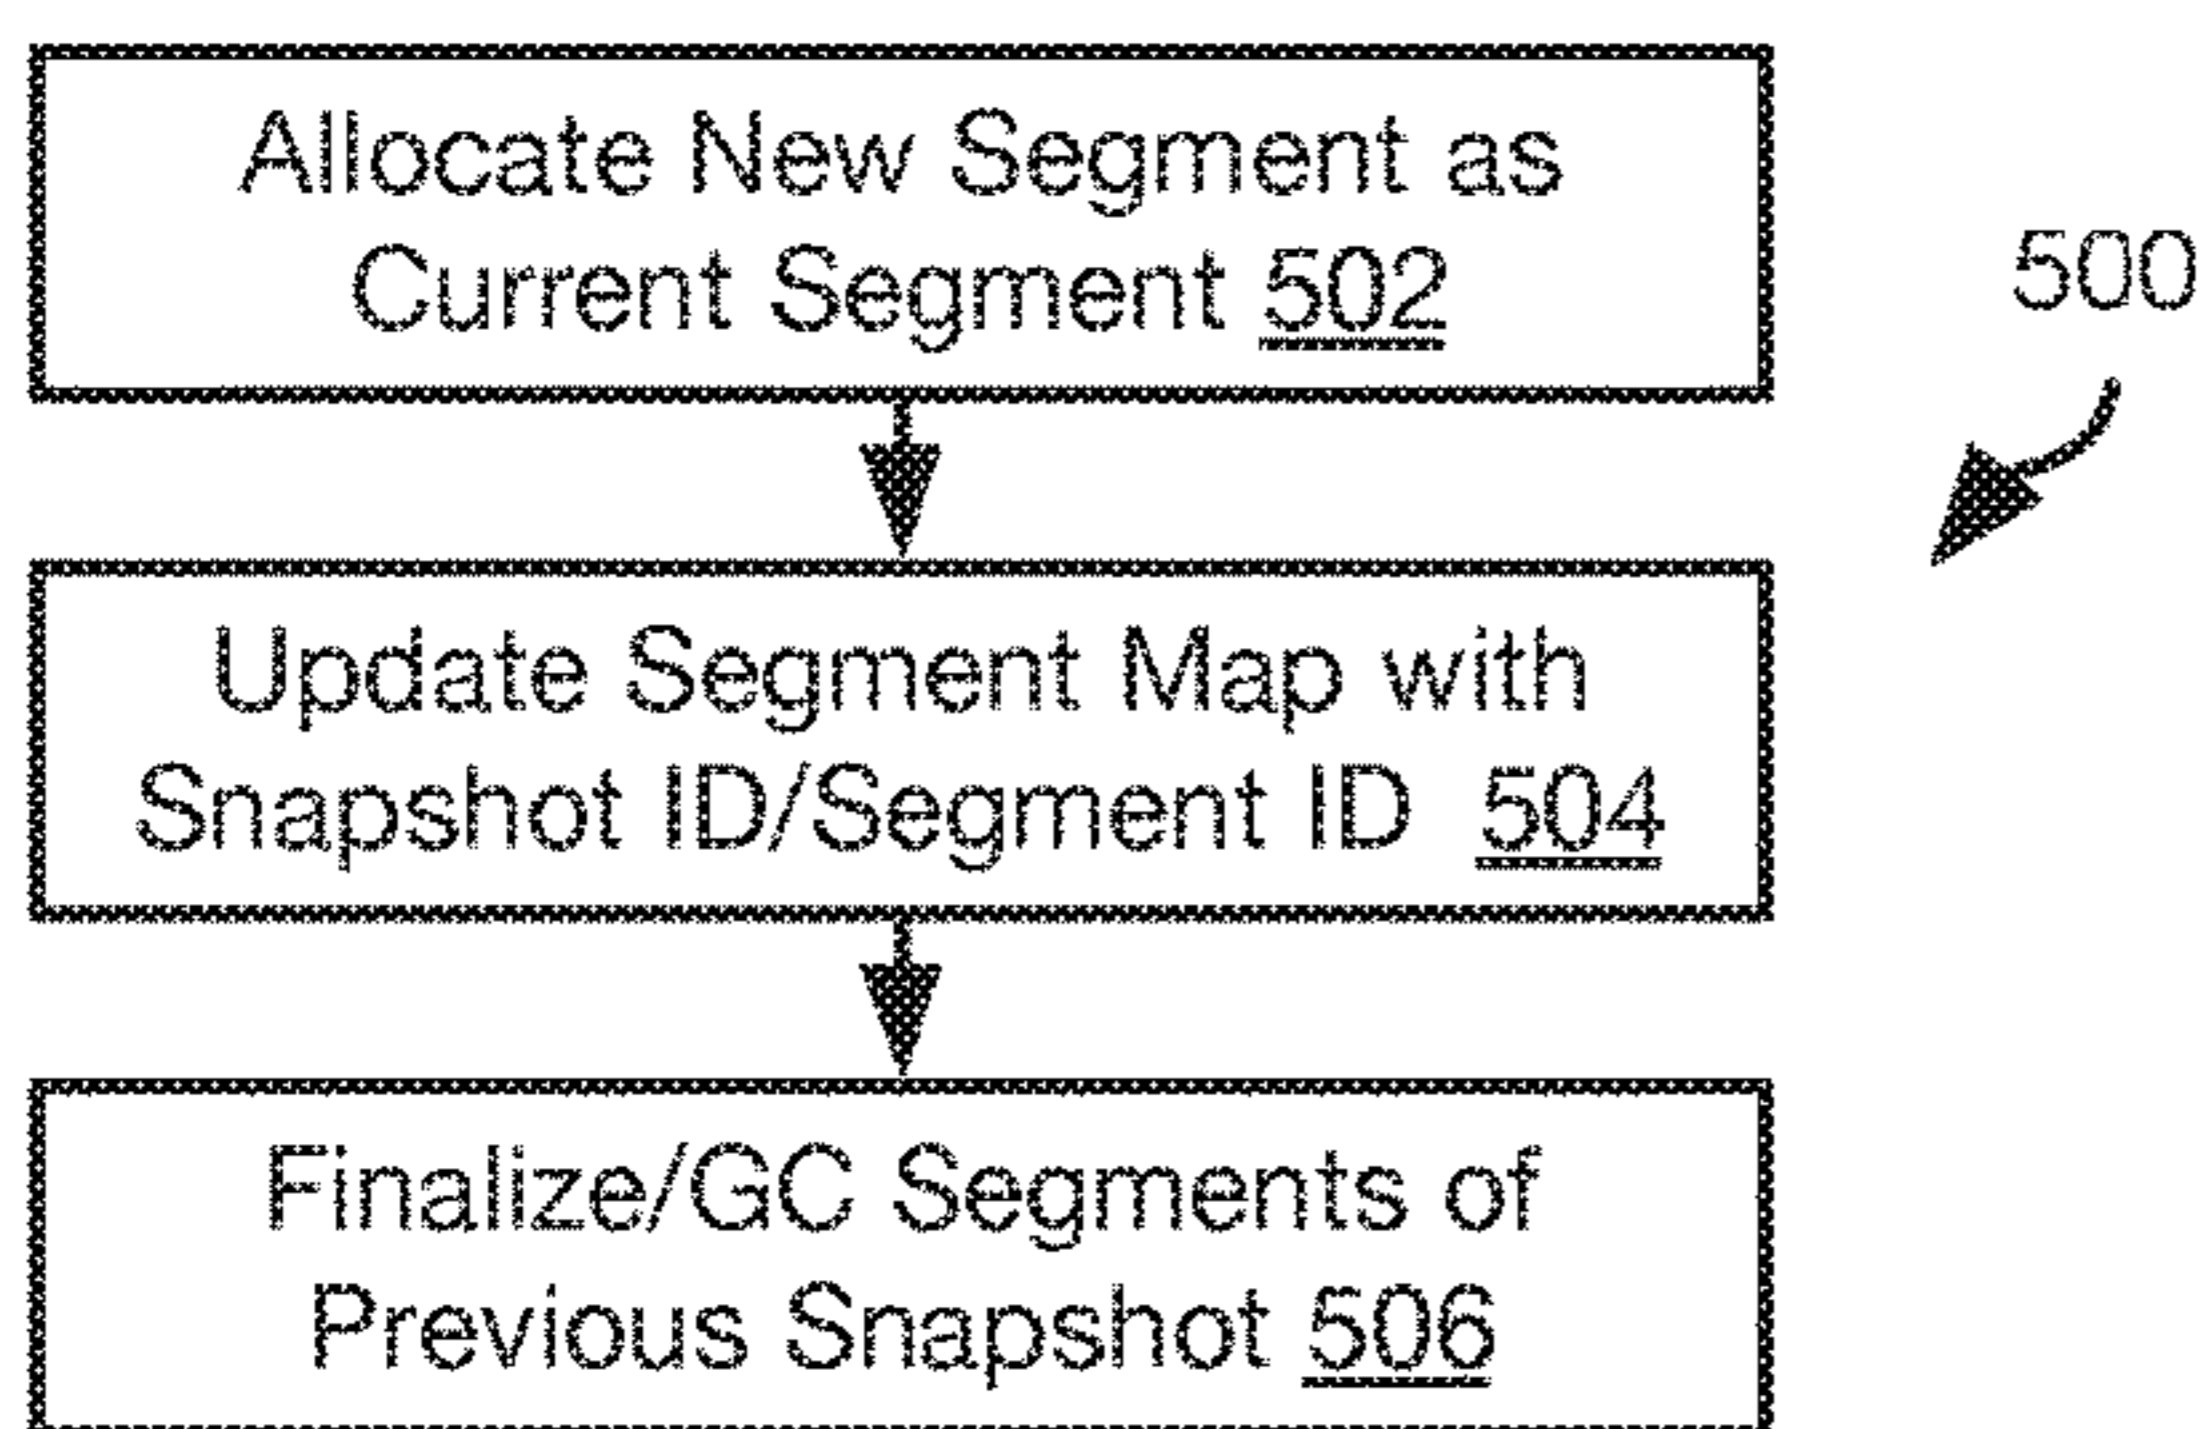 Allocate New Segment as
Current Segment 502
500
Update Segment Map with
Snapshot ID/Segment ID 504
Finalize/GC Segments of
Previous Snapshot 506